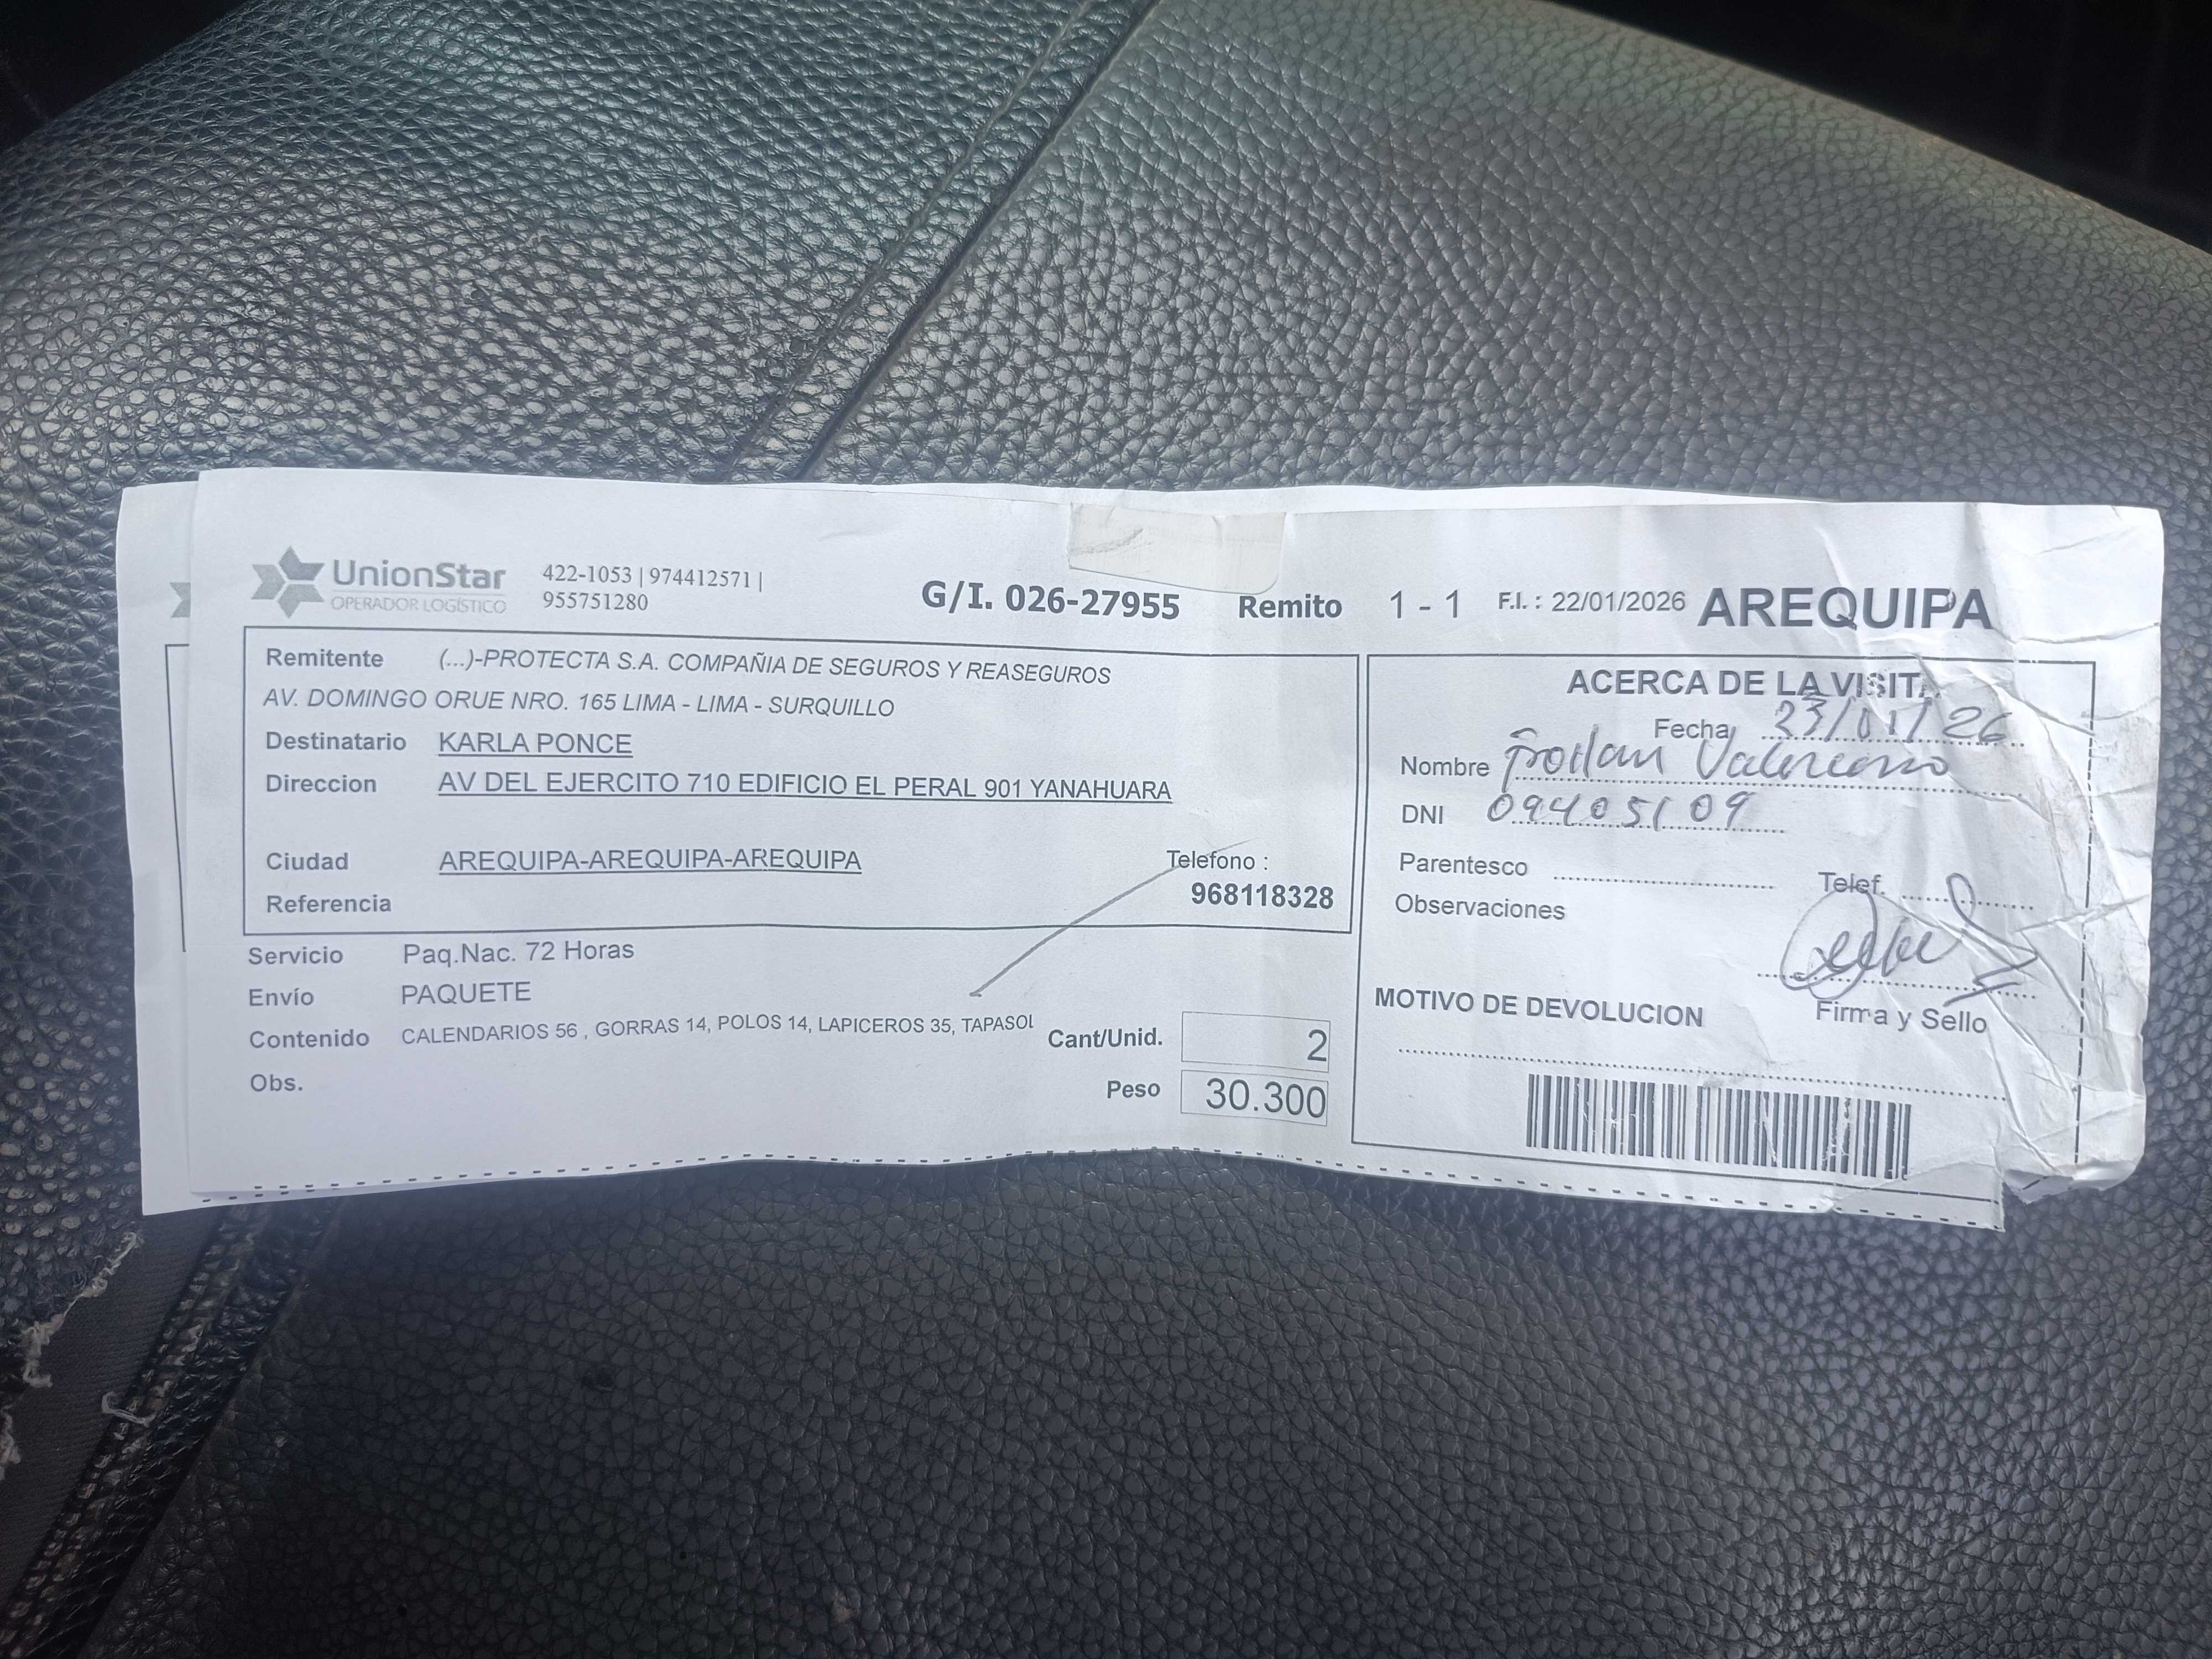 UnionStar
OPERADOR LOGÍSTICO
422-1053 | 974412571 |
955751280
G/I. 026-27955 Remito 1 - 1 F.I. : 22/01/2026 AREQUIPA
Remitente (...)-PROTECTA S.A. COMPAÑIA DE SEGUROS Y REASEGUROS
AV. DOMINGO ORUE NRO. 165 LIMA - LIMA - SURQUILLO
Destinatario KARLA PONCE
Direccion AV DEL EJERCITO 710 EDIFICIO EL PERAL 901 YANAHUARA
Ciudad AREQUIPA-AREQUIPA-AREQUIPA Telefono :
968118328
Referencia
Servicio Paq.Nac. 72 Horas
Envío PAQUETE
Contenido CALENDARIOS 56 , GORRAS 14, POLOS 14, LAPICEROS 35, TAPASOL
Cant/Unid. 2
Obs.
Peso 30.300
ACERCA DE LA VISITA
Fecha 23/01/26
Nombre Froilan
DNI 09405109
Parentesco
Telef.
Observaciones
Firma y Sello
MOTIVO DE DEVOLUCION